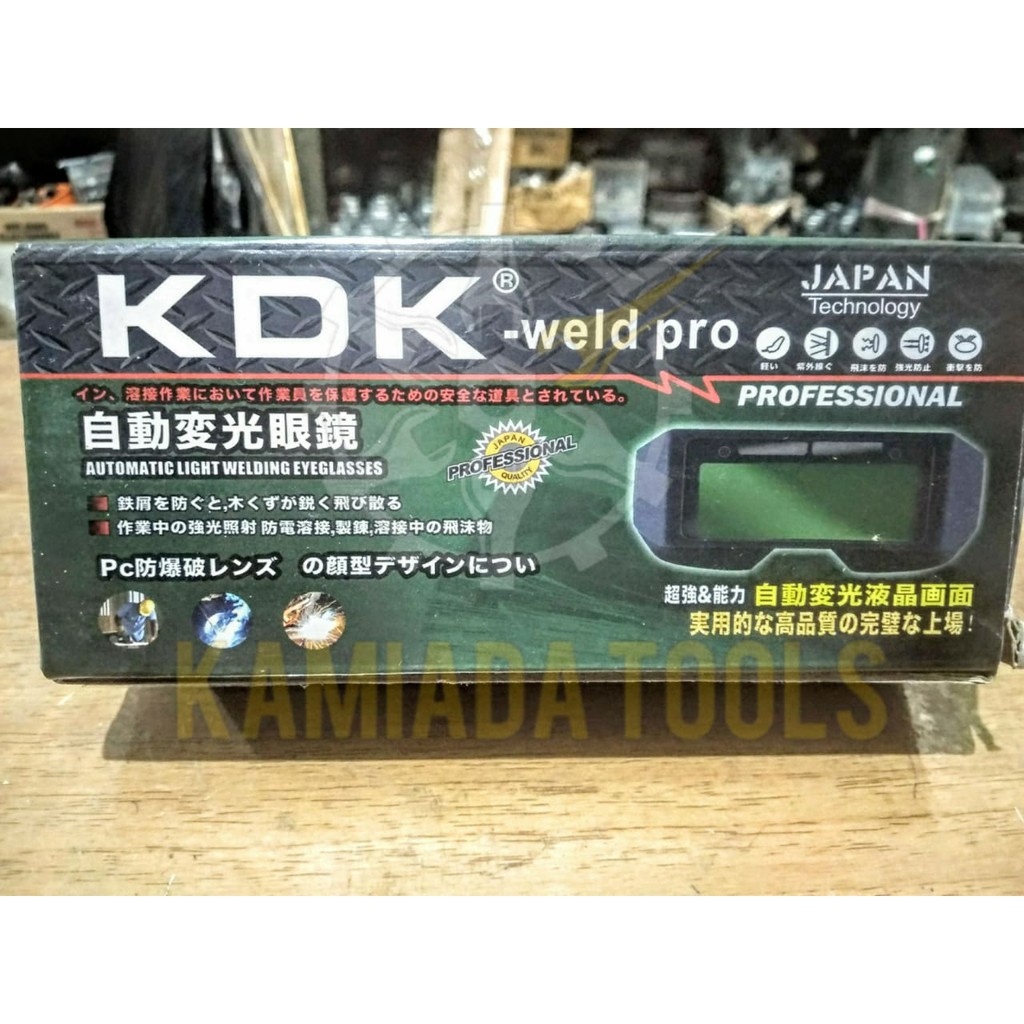 KDK® -weld pro
JAPAN
Technology
軽い 紫外線ぐ 飛沫を防 強光防止 衝撃を防
PROFESSIONAL
イン、溶接作業において作業員を保護するための安全な道具とされている。
自動変光眼鏡
AUTOMATIC LIGHT WELDING EYEGLASSES
JAPAN
PROFESSIONAL
QUALITY
鉄屑を防ぐと,木くずが鋭く飛び散る
作業中の強光照射 防電溶接,製錬,溶接中の飛沫物
Pc防爆破レンズ の顔型デザインについ
超強&能力 自動変光液晶画面
実用的な高品質の完璧な上場!
KAMIADA TOOLS